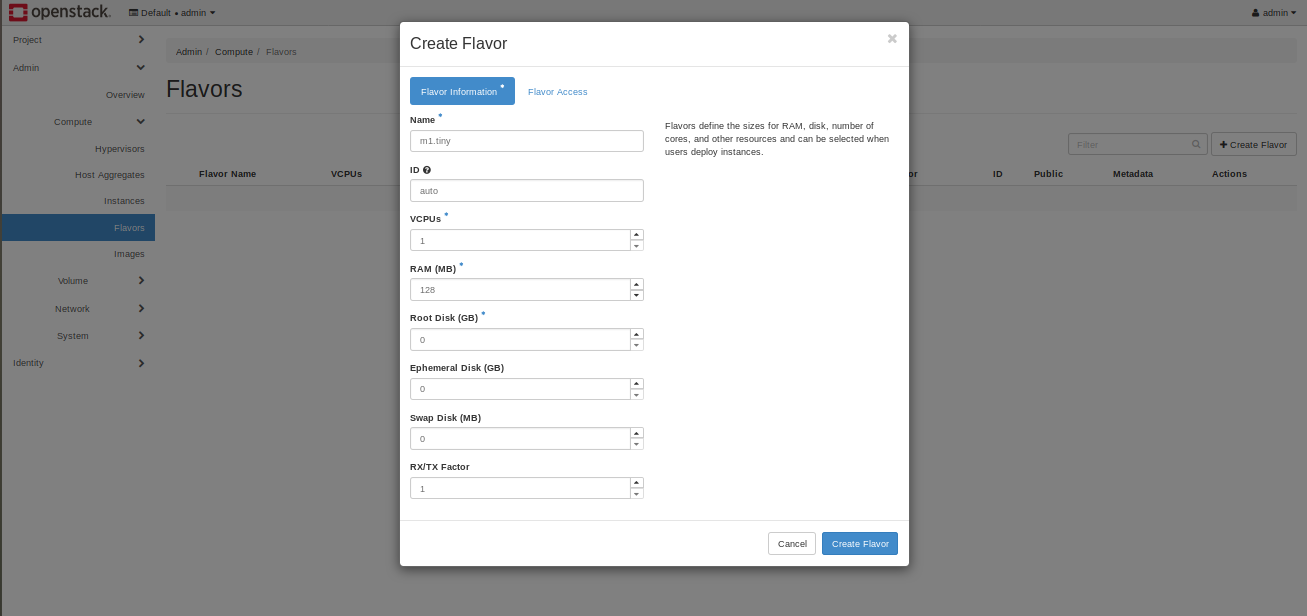 openstack.
Default • admin
admin
Project
Admin
Overview
Compute
Hypervisors
Host Aggregates
Instances
Flavors
Images
Volume
Network
System
Identity
Admin / Compute / Flavors
Flavors
Filter
Create Flavor
Flavor Name
VCPUs
or
ID
Public
Metadata
Actions
Create Flavor
Flavor Information *
Flavor Access
Name *
m1.tiny
ID
auto
VCPUs *
1
RAM (MB) *
128
Root Disk (GB) *
0
Ephemeral Disk (GB)
0
Swap Disk (MB)
0
RX/TX Factor
1
Flavors define the sizes for RAM, disk, number of
cores, and other resources and can be selected when
users deploy instances.
Cancel
Create Flavor